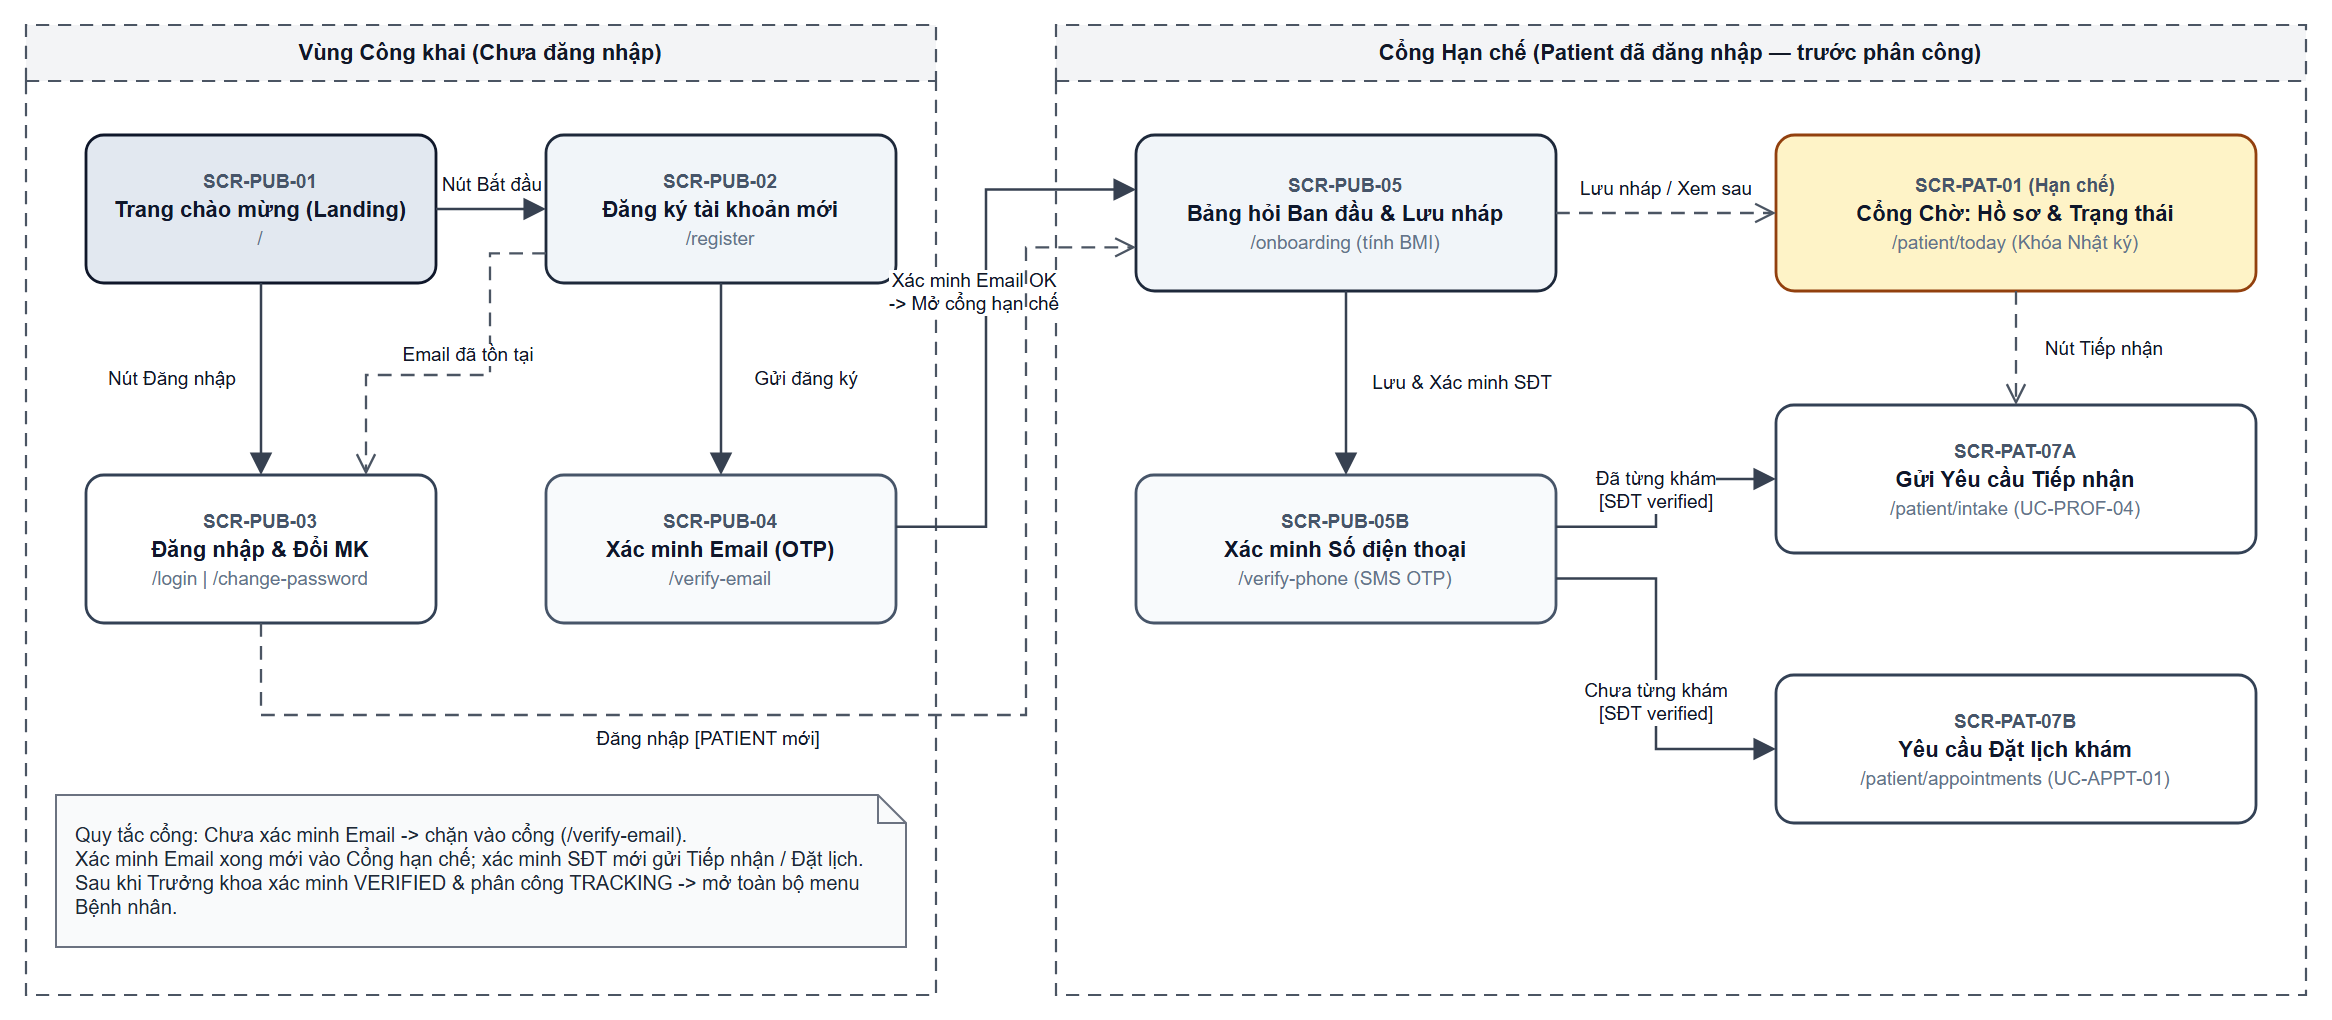 Vùng Công khai (Chưa đăng nhập)
Cổng Hạn chế (Patient đã đăng nhập — trước phân công)
SCR-PUB-01
Trang chào mừng (Landing)
/
Nút Bắt đầu
SCR-PUB-02
Đăng ký tài khoản mới
/register
Xác minh Email OK
-> Mở cổng hạn chế
SCR-PUB-05
Bảng hỏi Ban đầu & Lưu nháp
/onboarding (tính BMI)
Lưu nháp / Xem sau
SCR-PAT-01 (Hạn chế)
Cổng Chờ: Hồ sơ & Trạng thái
/patient/today (Khóa Nhật ký)
Nút Đăng nhập
Email đã tồn tại
Gửi đăng ký
Lưu & Xác minh SĐT
Nút Tiếp nhận
SCR-PUB-03
Đăng nhập & Đổi MK
/login | /change-password
SCR-PUB-04
Xác minh Email (OTP)
/verify-email
SCR-PUB-05B
Xác minh Số điện thoại
/verify-phone (SMS OTP)
Đã từng khám
[SĐT verified]
SCR-PAT-07A
Gửi Yêu cầu Tiếp nhận
/patient/intake (UC-PROF-04)
Chưa từng khám
[SĐT verified]
SCR-PAT-07B
Yêu cầu Đặt lịch khám
/patient/appointments (UC-APPT-01)
Đăng nhập [PATIENT mới]
Quy tắc cổng: Chưa xác minh Email -> chặn vào cổng (/verify-email).
Xác minh Email xong mới vào Cổng hạn chế; xác minh SĐT mới gửi Tiếp nhận / Đặt lịch.
Sau khi Trưởng khoa xác minh VERIFIED & phân công TRACKING -> mở toàn bộ menu
Bệnh nhân.